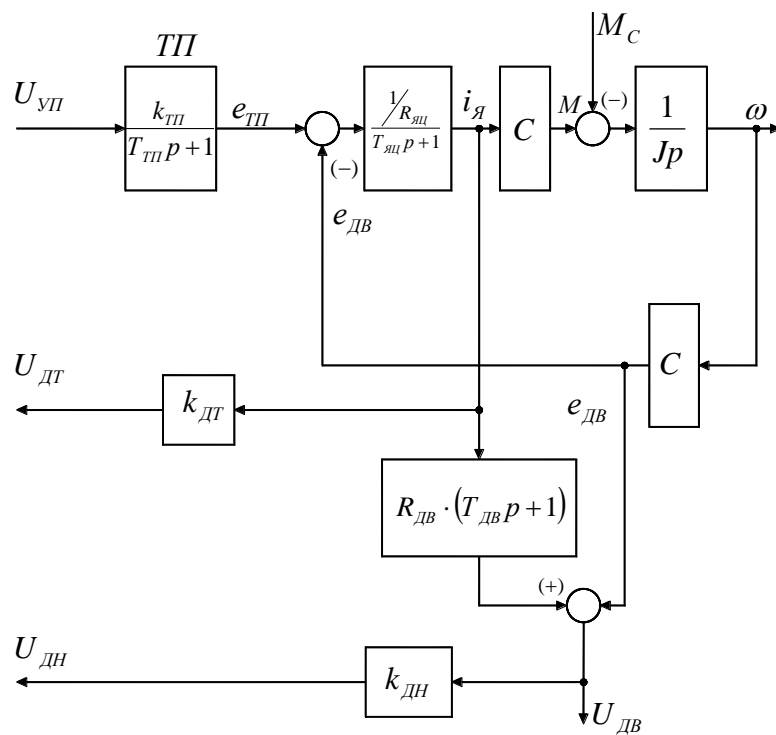 ТП
M_C
U_УП
k_ТП
T_ТП p + 1
e_ТП
1/R_ЯЦ
T_ЯЦ p + 1
i_Я
C
M
(−)
1
Jp
ω
(−)
e_ДВ
U_ДТ
k_ДТ
C
e_ДВ
R_ДВ · (T_ДВ p + 1)
(+)
U_ДН
k_ДН
U_ДВ